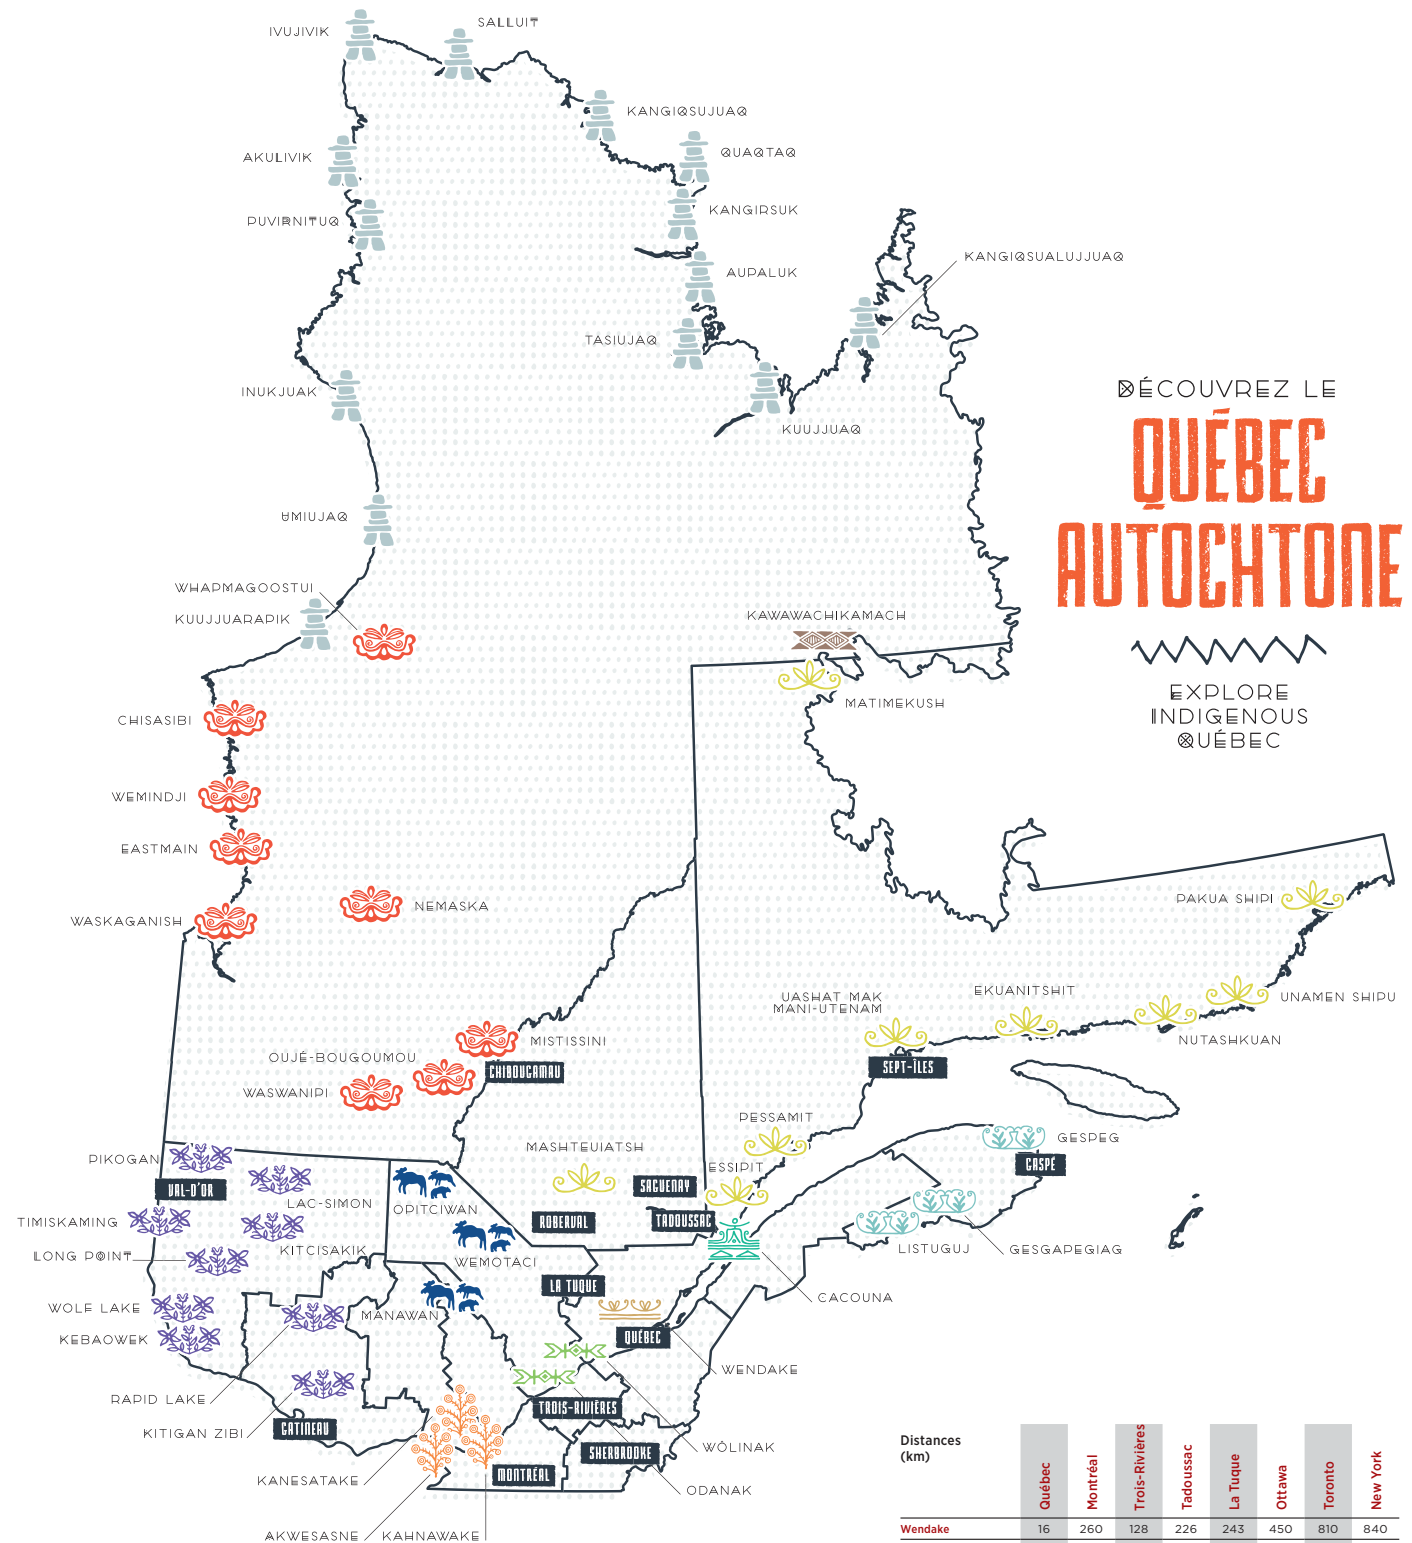 IVUJIVIK
SALLUIT
KANGIQSUJUAQ
AKULIVIK
QUAQTAQ
PUVIRNITUQ
KANGIRSUK
KANGIQSUALUJJUAQ
AUPALUK
TASIUJAQ
INUKJUAK
KUUJJUAQ
DÉCOUVREZ LE
QUÉBEC
AUTOCHTONE
EXPLORE
INDIGENOUS
QUÉBEC
UMIUJAQ
WHAPMAGOOSTUI
KUUJJUARAPIK
KAWAWACHIKAMACH
MATIMEKUSH
CHISASIBI
WEMINDJI
EASTMAIN
NEMASKA
WASKAGANISH
PAKUA SHIPI
UASHAT MAK
MANI-UTENAM
EKUANITSHIT
UNAMEN SHIPU
NUTASHKUAN
MISTISSINI
OUJÉ-BOUGOUMOU
CHIBOUGAMAU
SEPT-ÎLES
WASWANIPI
PESSAMIT
MASHTEUIATSH
GESPEG
GASPÉ
PIKOGAN
ESSIPIT
VAL-D'OR
SAGUENAY
LAC-SIMON
OPITCIWAN
TIMISKAMING
ROBERVAL
TADOUSSAC
KITCISAKIK
LISTUGUJ
GESGAPEGIAG
LONG POINT
WEMOTACI
LA TUQUE
CACOUNA
WOLF LAKE
MANAWAN
KEBAOWEK
QUÉBEC
WENDAKE
RAPID LAKE
TROIS-RIVIÈRES
KITIGAN ZIBI
GATINEAU
SHERBROOKE
WÔLINAK
MONTRÉAL
KANESATAKE
ODANAK
AKWESASNE
KAHNAWAKE
Distances
(km)
Québec
Montréal
Trois-Rivières
Tadoussac
La Tuque
Ottawa
Toronto
New York
Wendake 16 260 128 226 243 450 810 840